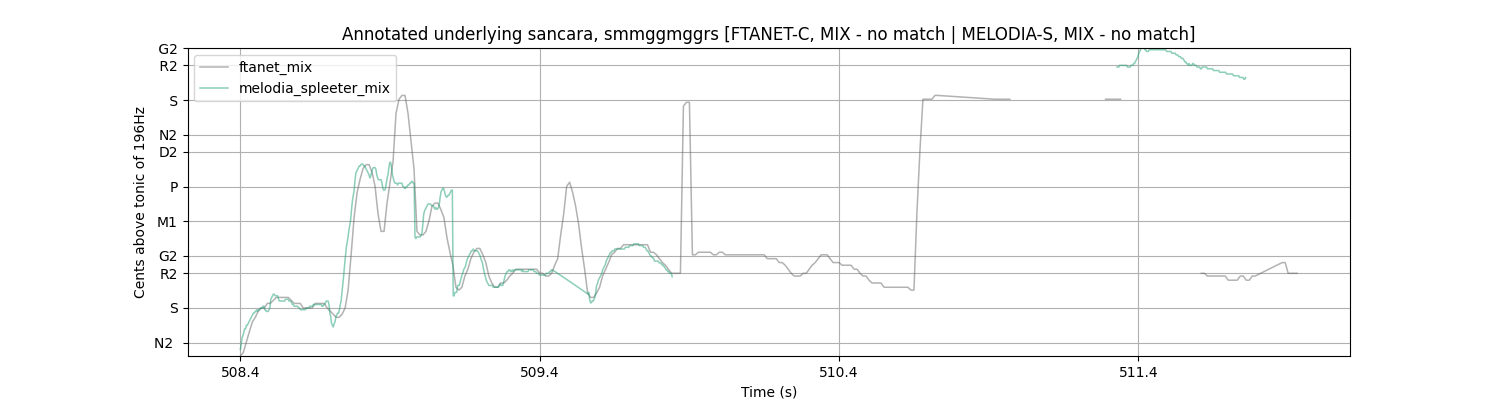 Annotated underlying sancara, smmggmggrs [FTANET-C, MIX - no match | MELODIA-S, MIX - no match]
ftanet_mix
melodia_spleeter_mix
Cents above tonic of 196Hz
G2
R2
S
N2
D2
P
M1
G2
R2
S
N2
508.4 509.4 510.4 511.4
Time (s)